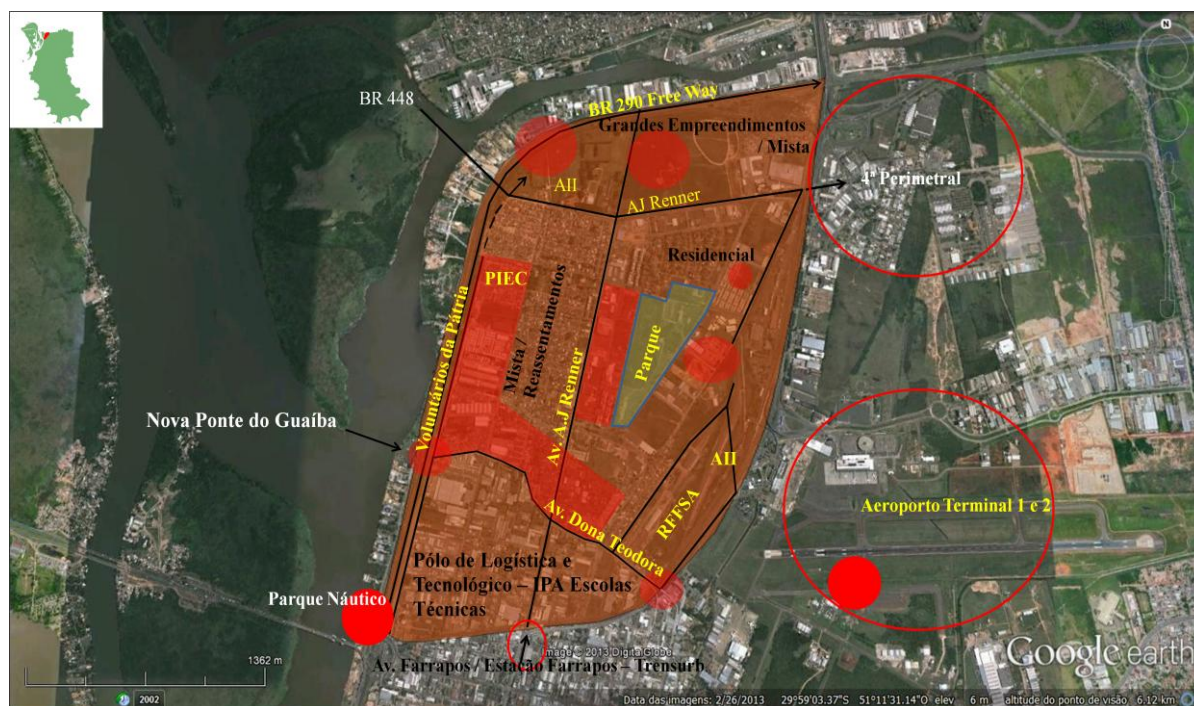 N
BR 448
BR 290 Free Way
Grandes Empreendimentos
/ Mista
AII
AJ Renner
4ª Perimetral
Residencial
PIEC
Voluntários da Pátria
Mista /
Reassentamentos
Av. A.J Renner
Parque
Nova Ponte do Guaíba
AII
RFFSA
Aeroporto Terminal 1 e 2
Av. Dona Teodora
Pólo de Logística e
Tecnológico – IPA Escolas
Técnicas
Parque Náutico
Image © 2013 DigitalGlobe
Av. Farrapos / Estação Farrapos – Trensurb
1362 m
Google earth
2002
Data das imagens: 2/26/2013 29°59'03.37"S 51°11'31.14"O elev 6 m altitude do ponto de visão 6.12 km